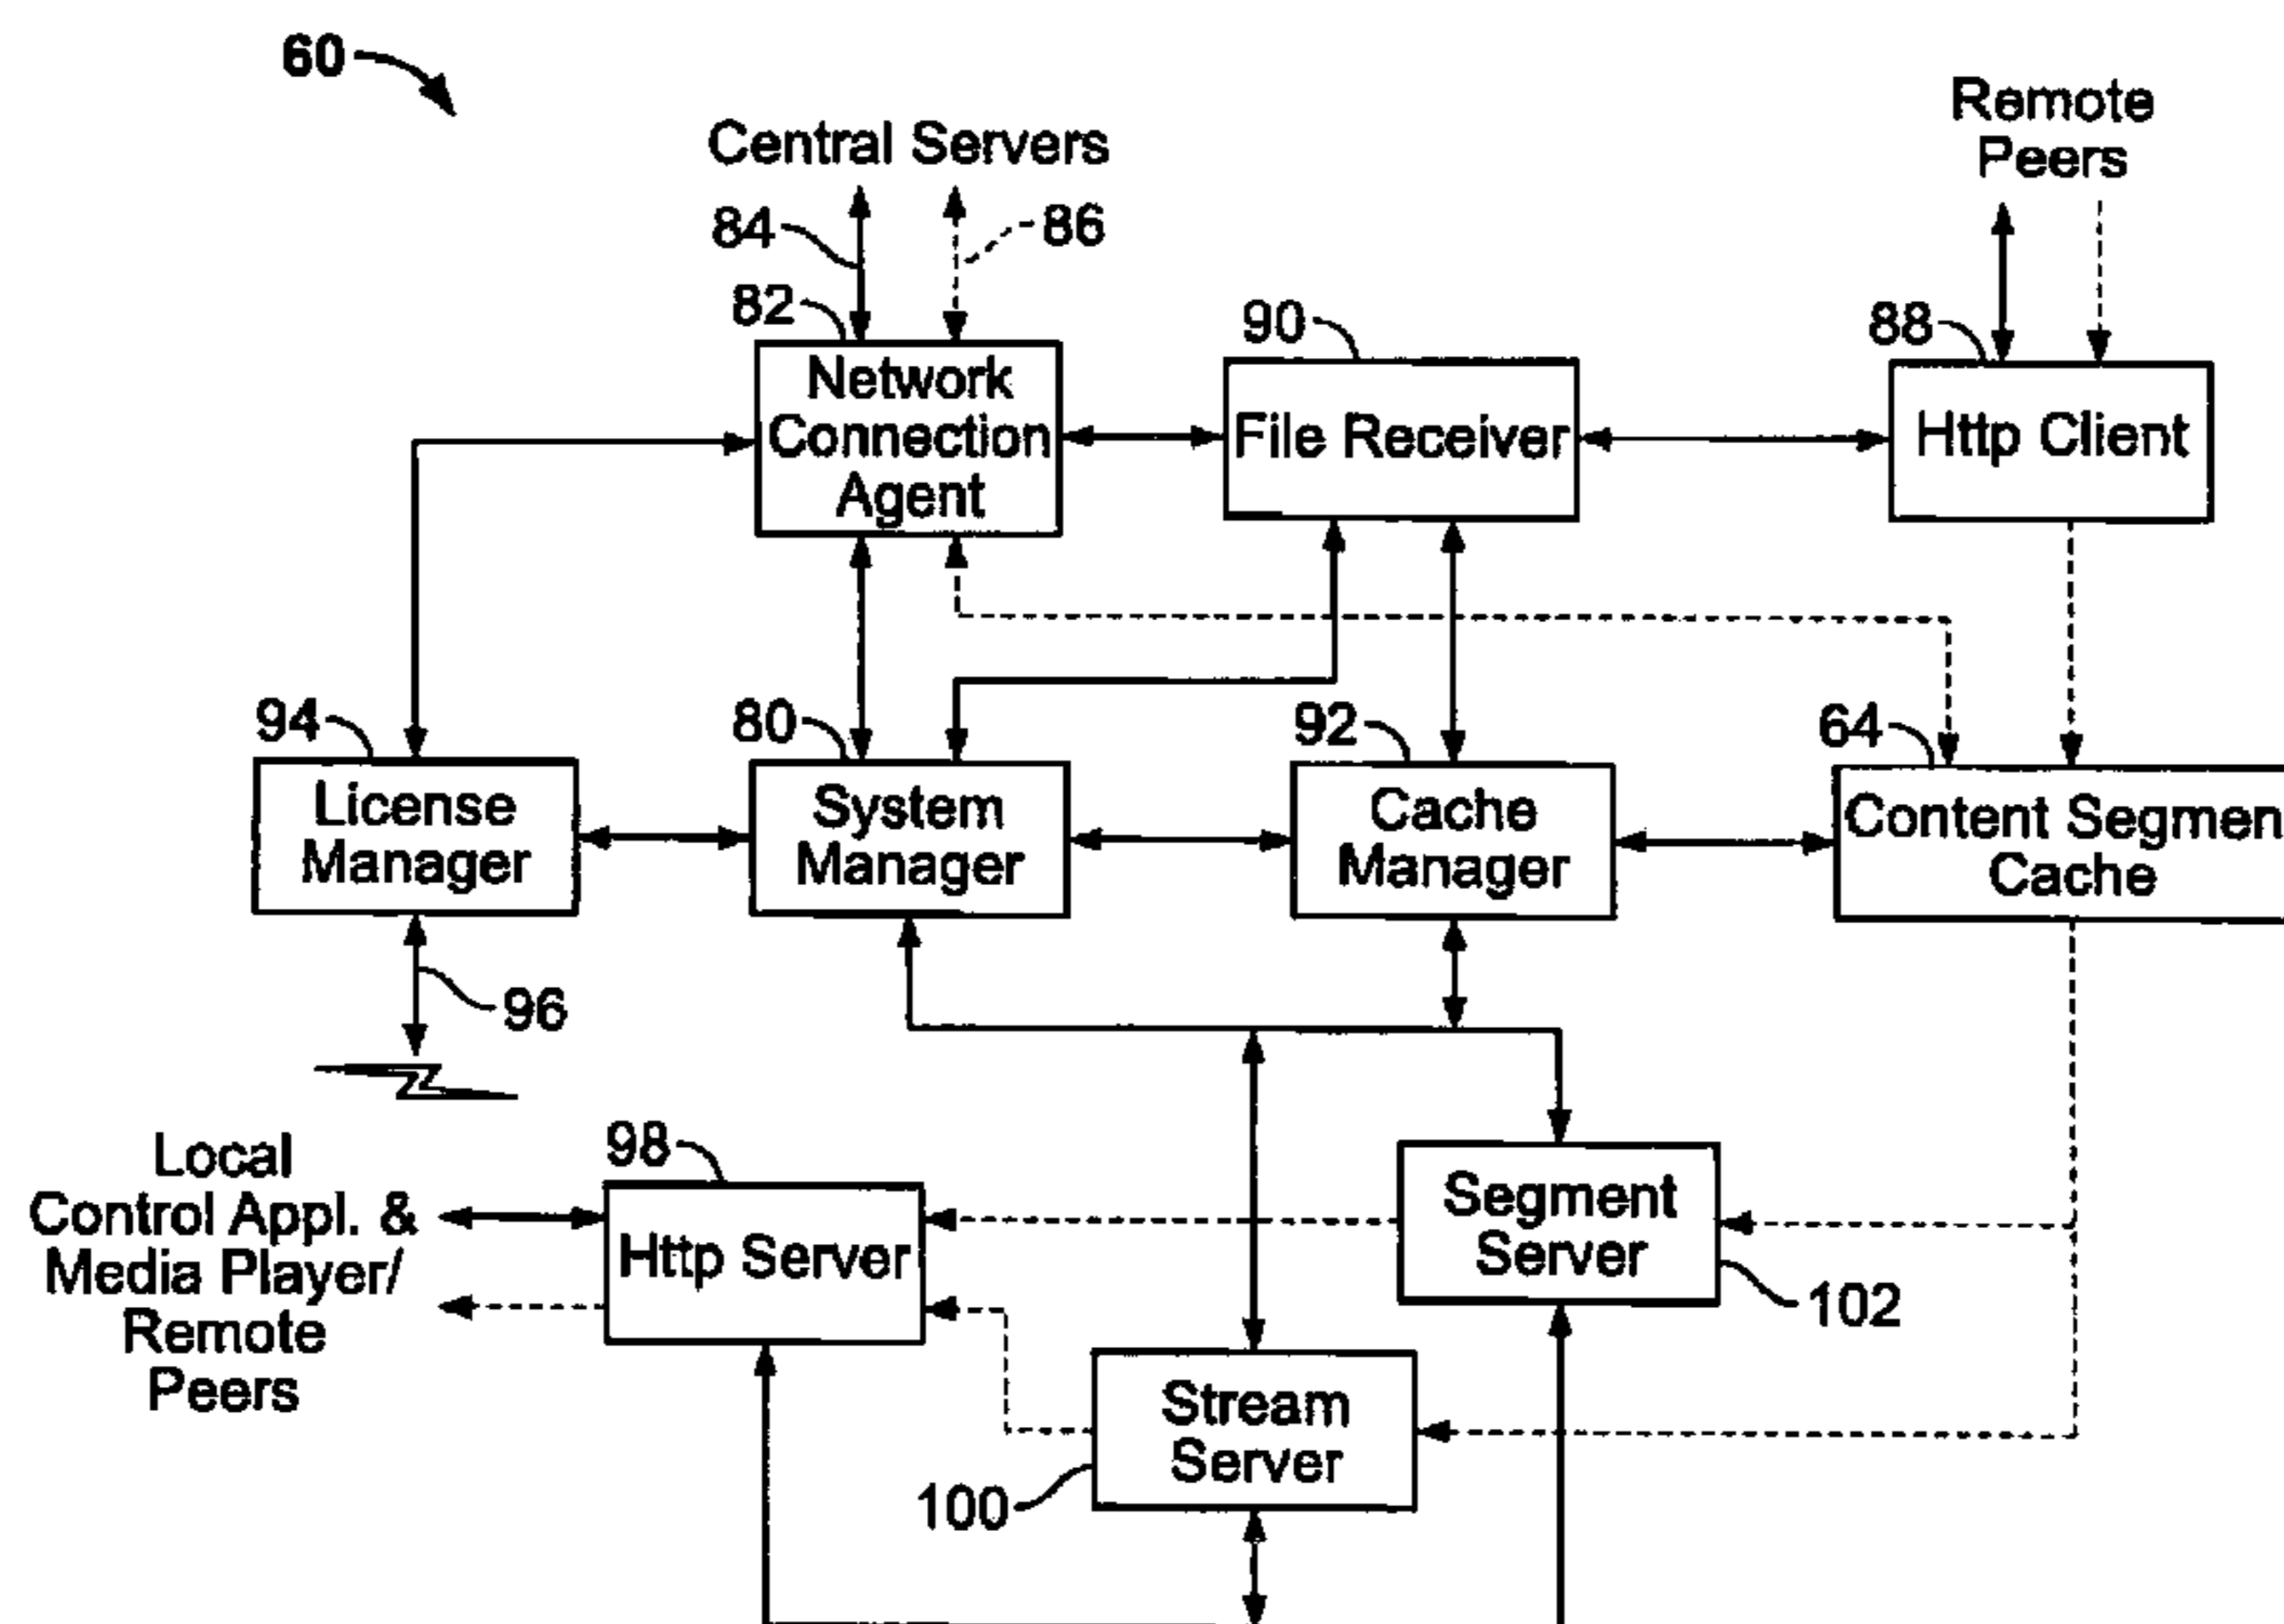 60
Central Servers
Remote
Peers
84
86
82
90
88
Network
Connection
Agent
File Receiver
Http Client
94
80
92
64
License
Manager
System
Manager
Cache
Manager
Content Segmen
Cache
96
Local
Control Appl. &
Media Player/
Remote
Peers
98
Http Server
Segment
Server
102
Stream
Server
100